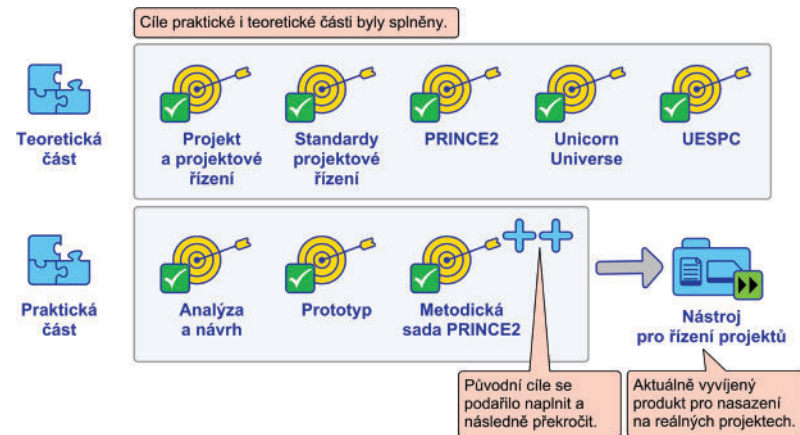 Cíle praktické i teoretické části byly splněny.
Teoretická
část
Projekt
a projektové
řízení
Standardy
projektové
řízení
PRINCE2
Unicorn
Universe
UESPC
Praktická
část
Analýza
a návrh
Prototyp
Metodická
sada PRINCE2
Nástroj
pro řízení projektů
Původní cíle se
podařilo naplnit a
následně překročit.
Aktuálně vyvíjený
produkt pro nasazení
na reálných projektech.